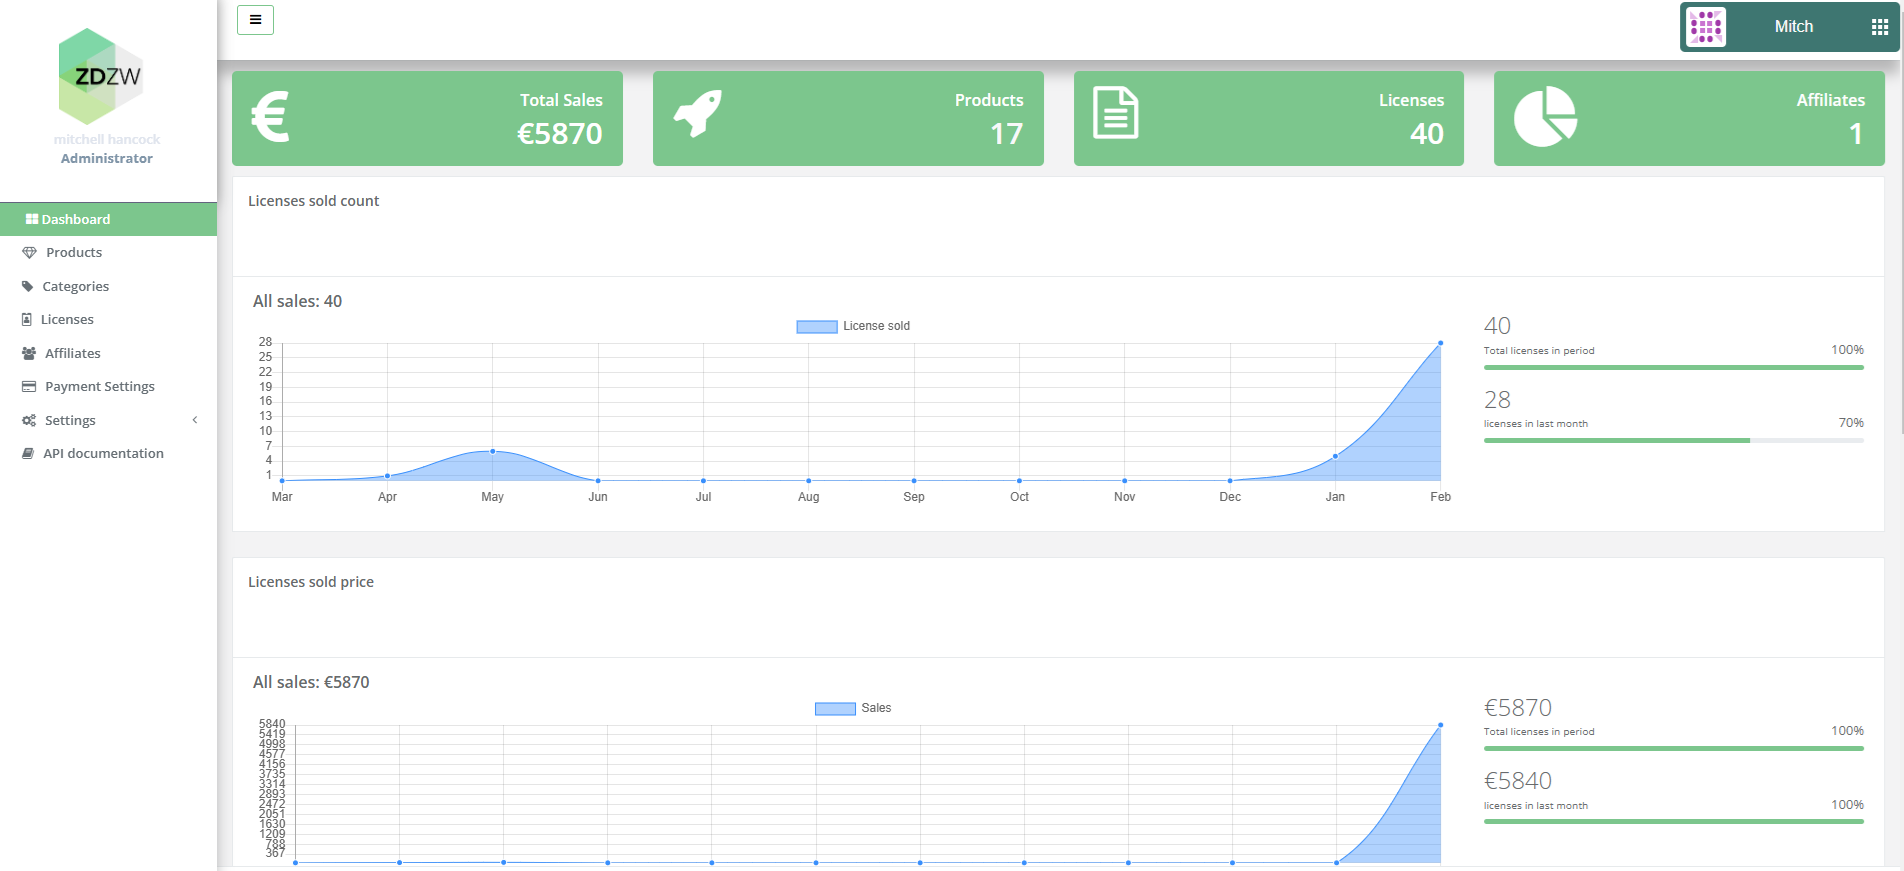 ZDZW
mitchell hancock
Administrator
Dashboard
Products
Categories
Licenses
Affiliates
Payment Settings
Settings
API documentation
Mitch
Total Sales
€5870
Products
17
Licenses
40
Affiliates
1
Licenses sold count
All sales: 40
License sold
28
25
22
19
16
13
10
7
4
1
Mar Apr May Jun Jul Aug Sep Oct Nov Dec Jan Feb
40
Total licenses in period 100%
28
licenses in last month 70%
Licenses sold price
All sales: €5870
Sales
5840
5419
4998
4577
4156
3735
3314
2893
2472
2051
1630
1209
788
367
€5870
Total licenses in period 100%
€5840
licenses in last month 100%